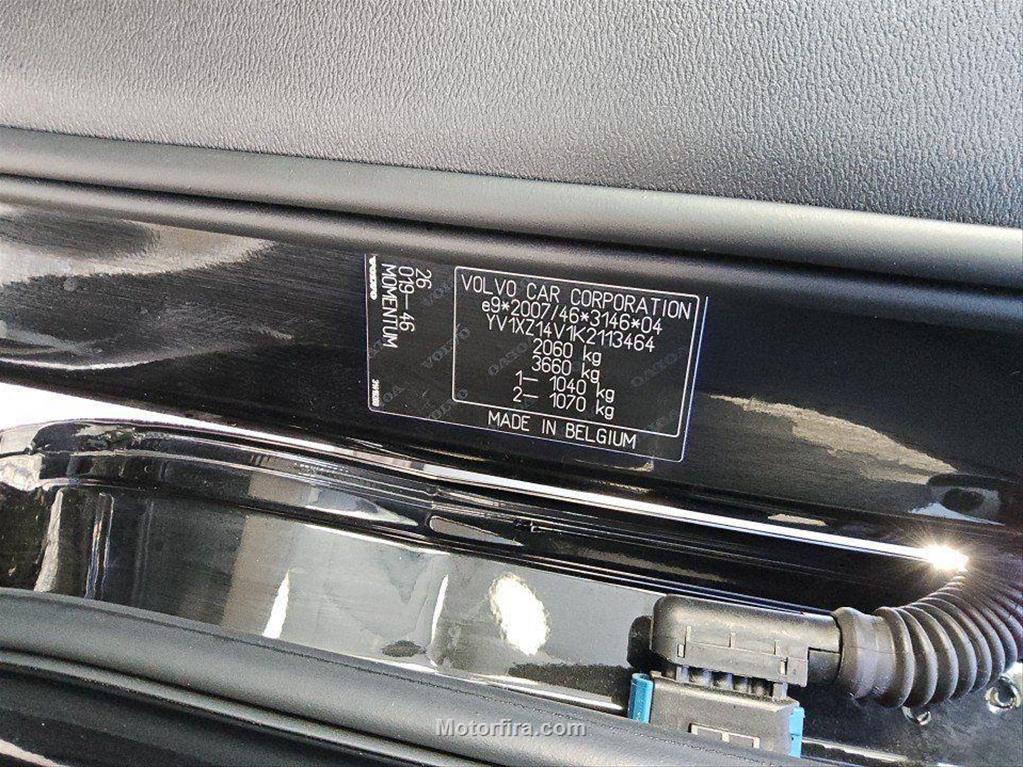 VOLVO
26
019-46
MOMENTUM
VOLVO CAR CORPORATION
e9*2007/46*3146*04
YV1XZ14V1K2113464
2060 kg
3660 kg
1- 1040 kg
2- 1070 kg
MADE IN BELGIUM
Motorfira.com